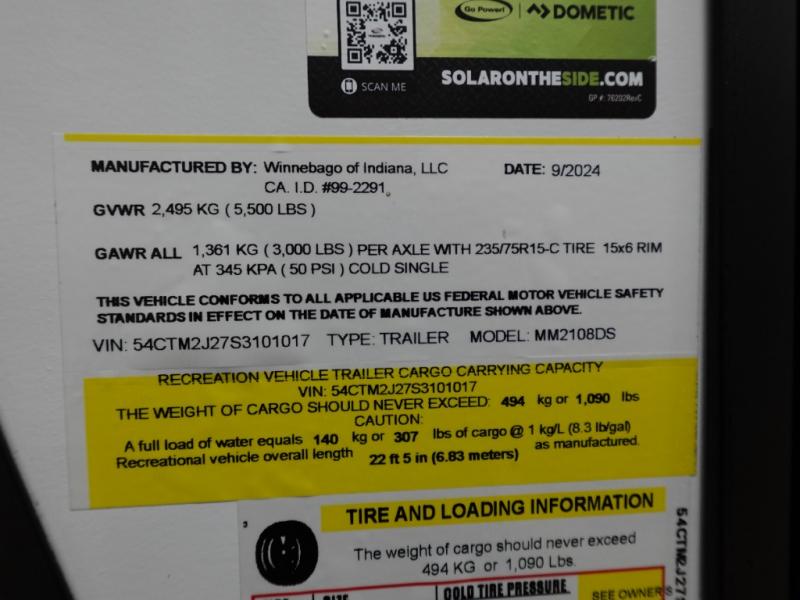 Go Power! | DOMETIC
SCAN ME
SOLARONTHESIDE.COM
GP #: 76202RevC
MANUFACTURED BY: Winnebago of Indiana, LLC DATE: 9/2024
CA. I.D. #99-2291,
GVWR 2,495 KG ( 5,500 LBS )
GAWR ALL 1,361 KG ( 3,000 LBS ) PER AXLE WITH 235/75R15-C TIRE 15x6 RIM
AT 345 KPA ( 50 PSI ) COLD SINGLE
THIS VEHICLE CONFORMS TO ALL APPLICABLE US FEDERAL MOTOR VEHICLE SAFETY
STANDARDS IN EFFECT ON THE DATE OF MANUFACTURE SHOWN ABOVE.
VIN: 54CTM2J27S3101017 TYPE: TRAILER MODEL: MM2108DS
RECREATION VEHICLE TRAILER CARGO CARRYING CAPACITY
VIN: 54CTM2J27S3101017
THE WEIGHT OF CARGO SHOULD NEVER EXCEED: 494 kg or 1,090 lbs
CAUTION:
A full load of water equals 140 kg or 307 lbs of cargo @ 1 kg/L (8.3 lb/gal)
Recreational vehicle overall length 22 ft 5 in (6.83 meters) as manufactured.
TIRE AND LOADING INFORMATION
The weight of cargo should never exceed
494 KG or 1,090 Lbs.
COLD TIRE PRESSURE
SEE OWNER'S
54CTM2J27S